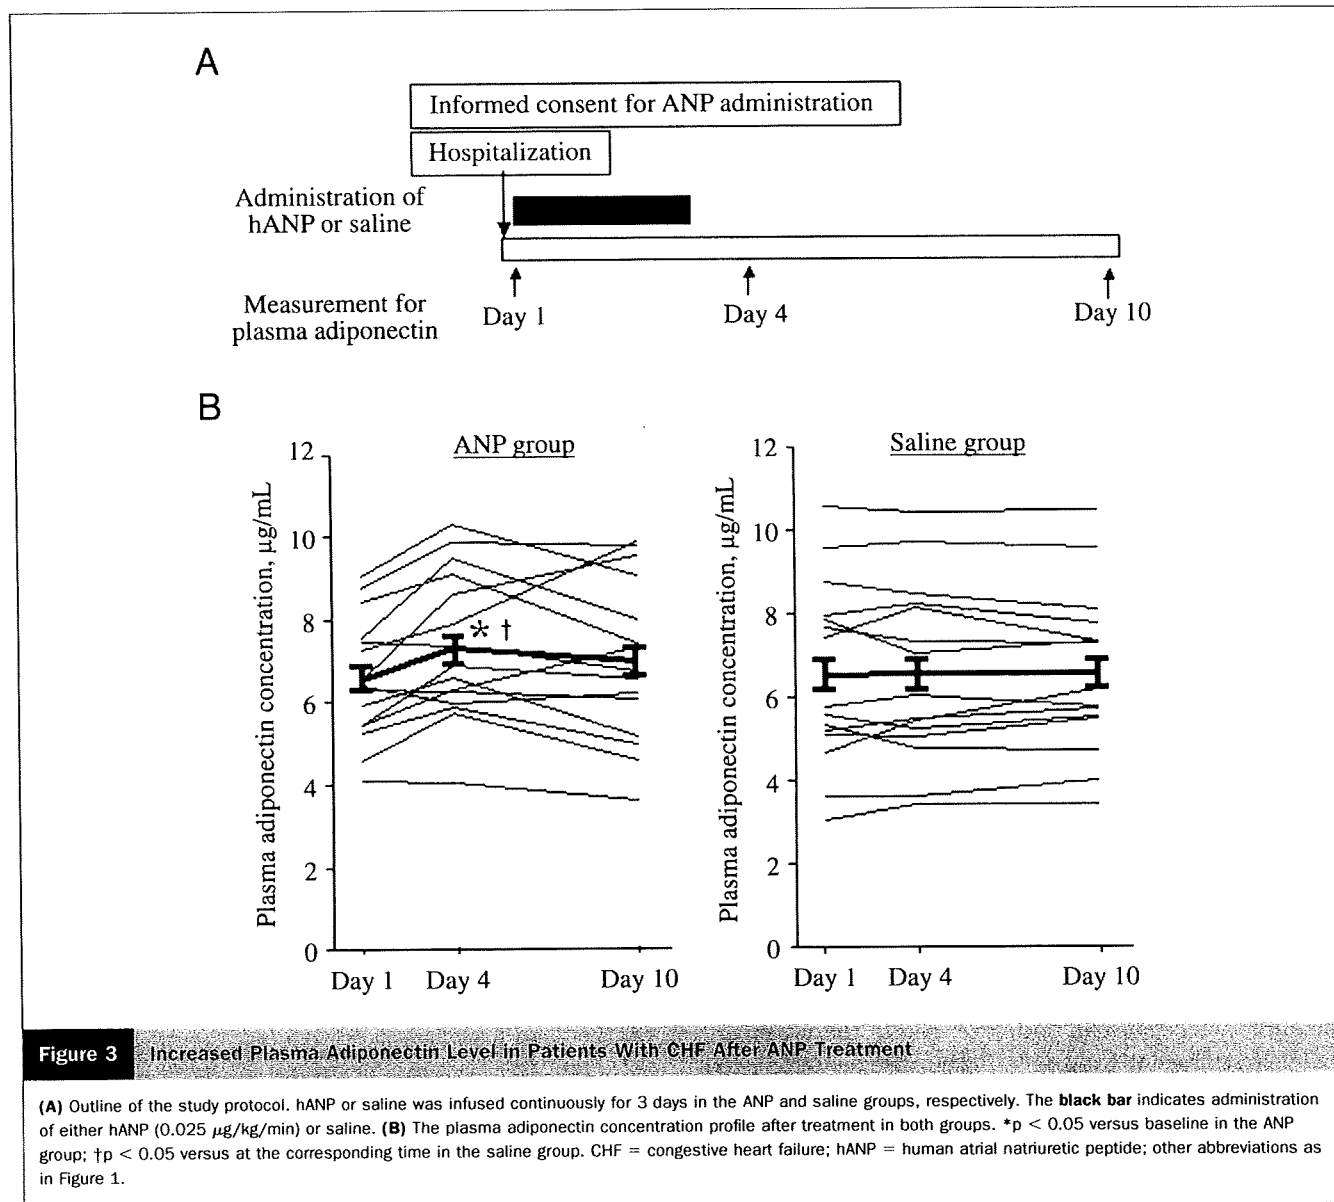 A
Informed consent for ANP administration
Hospitalization
Administration of
hANP or saline
Measurement for
plasma adiponectin
Day 1
Day 4
Day 10
B
ANP group
Plasma adiponectin concentration, µg/mL
12
10
8
6
4
2
0
* †
Day 1
Day 4
Day 10
Saline group
Plasma adiponectin concentration, µg/mL
12
10
8
6
4
2
0
Day 1
Day 4
Day 10
Figure 3 Increased Plasma Adiponectin Level in Patients With CHF After ANP Treatment
(A) Outline of the study protocol. hANP or saline was infused continuously for 3 days in the ANP and saline groups, respectively. The black bar indicates administration
of either hANP (0.025 µg/kg/min) or saline. (B) The plasma adiponectin concentration profile after treatment in both groups. *p < 0.05 versus baseline in the ANP
group; †p < 0.05 versus at the corresponding time in the saline group. CHF = congestive heart failure; hANP = human atrial natriuretic peptide; other abbreviations as
in Figure 1.